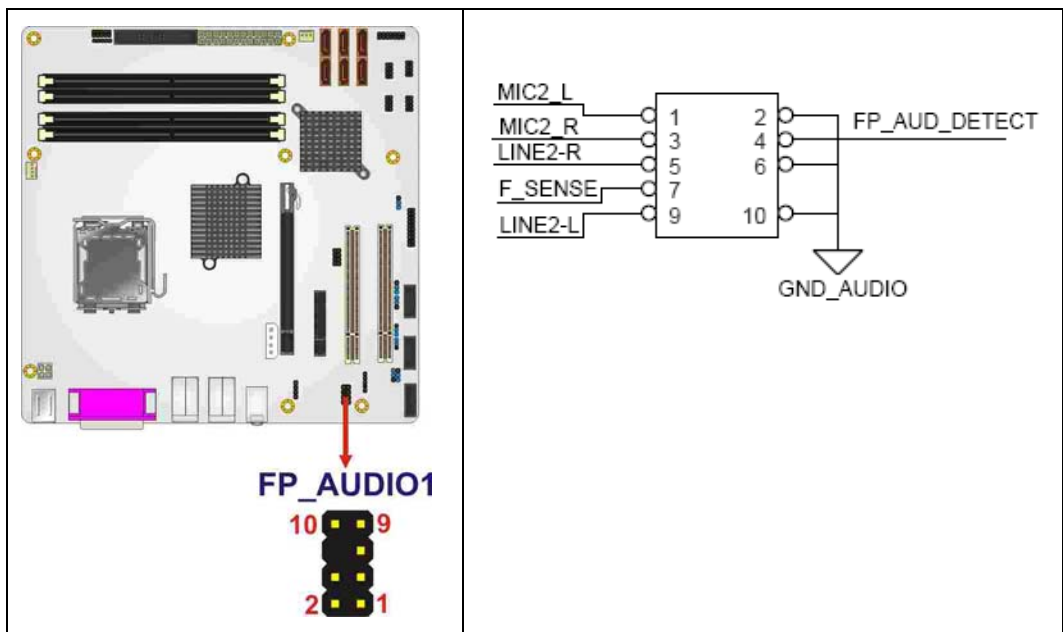 FP_AUDIO1
10 9
2 1
MIC2_L
MIC2_R
LINE2-R
F_SENSE
LINE2-L
1 2
3 4
5 6
7
9 10
FP_AUD_DETECT
GND_AUDIO